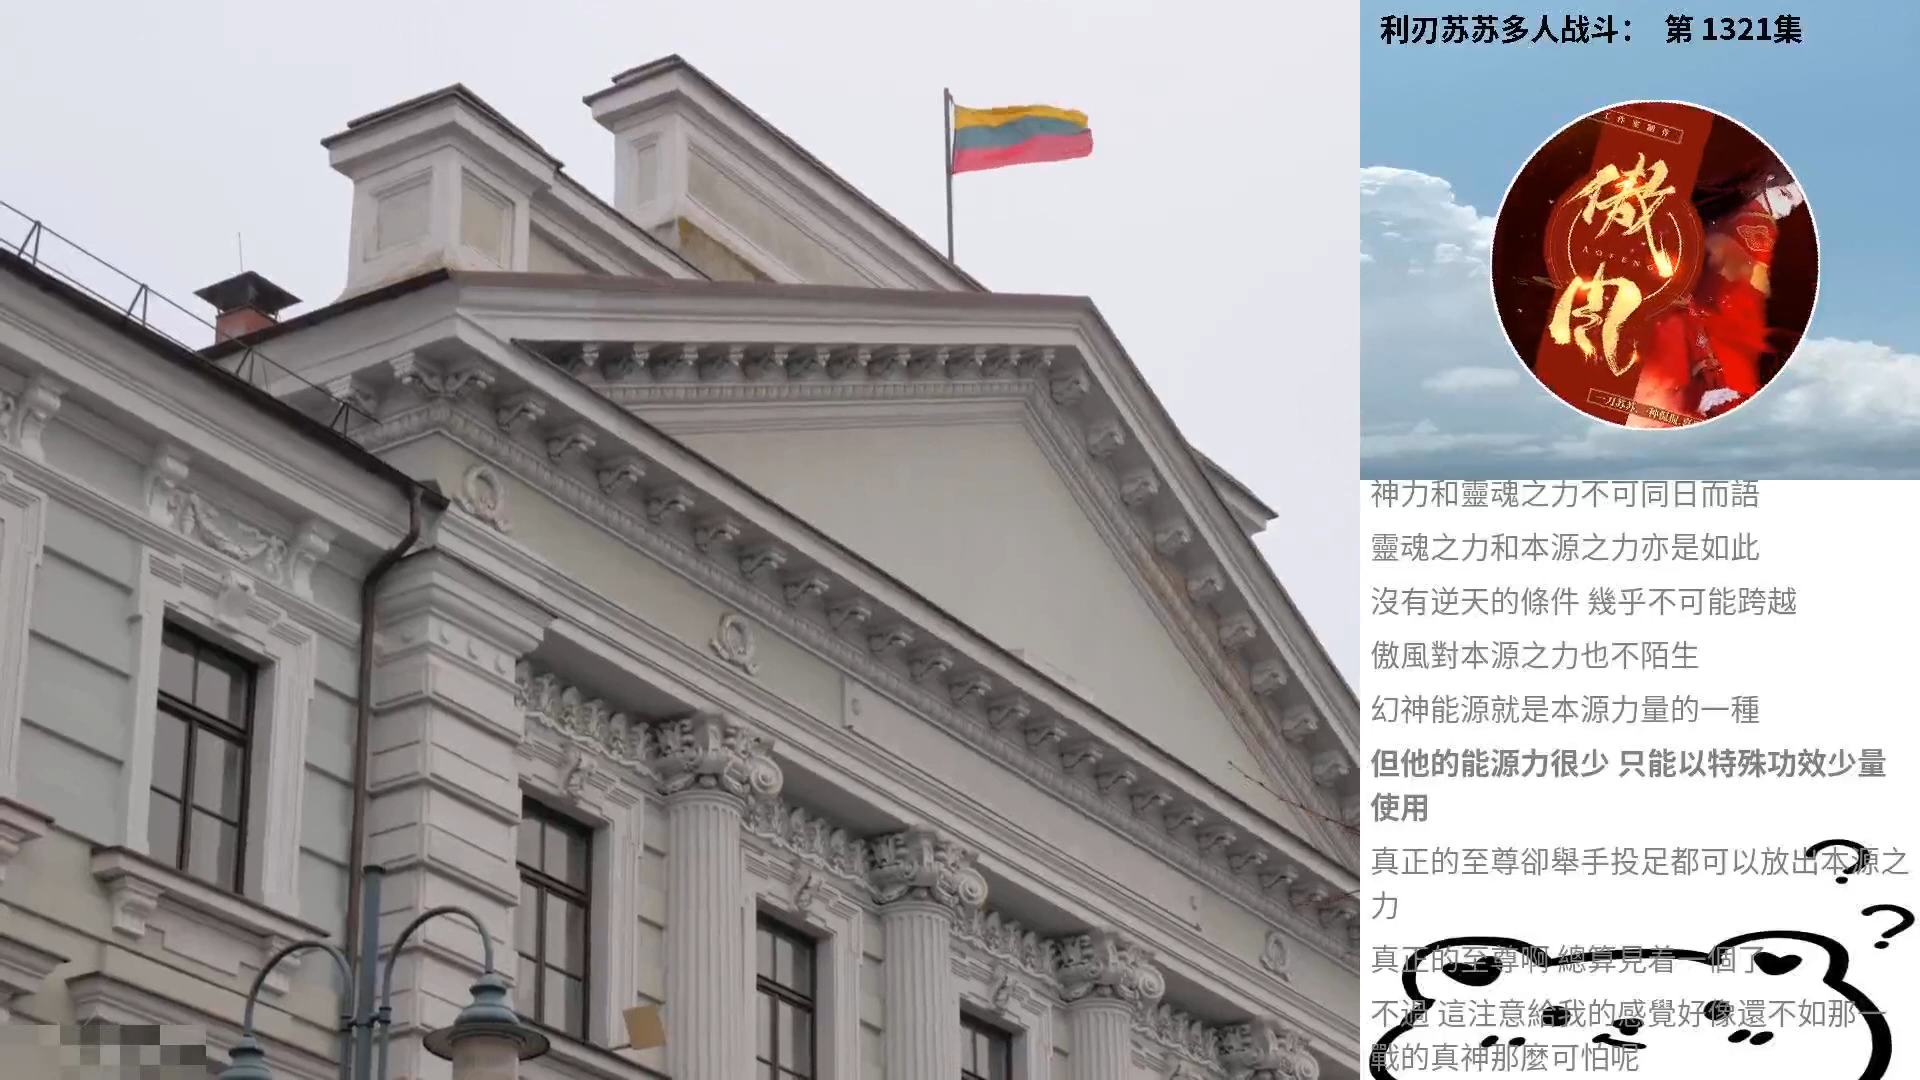 利刃苏苏多人战斗： 第 1321集
工作室制作
傲风
AOFENG
神力和靈魂之力不可同日而語
靈魂之力和本源之力亦是如此
沒有逆天的條件 幾乎不可能跨越
傲風對本源之力也不陌生
幻神能源就是本源力量的一種
但他的能源力很少 只能以特殊功效少量
使用
真正的至尊卻舉手投足都可以放出本源之
力
真正的至尊啊 總算見着一個了
不過 這注意給我的感覺好像還不如那一
戰的真神那麼可怕呢